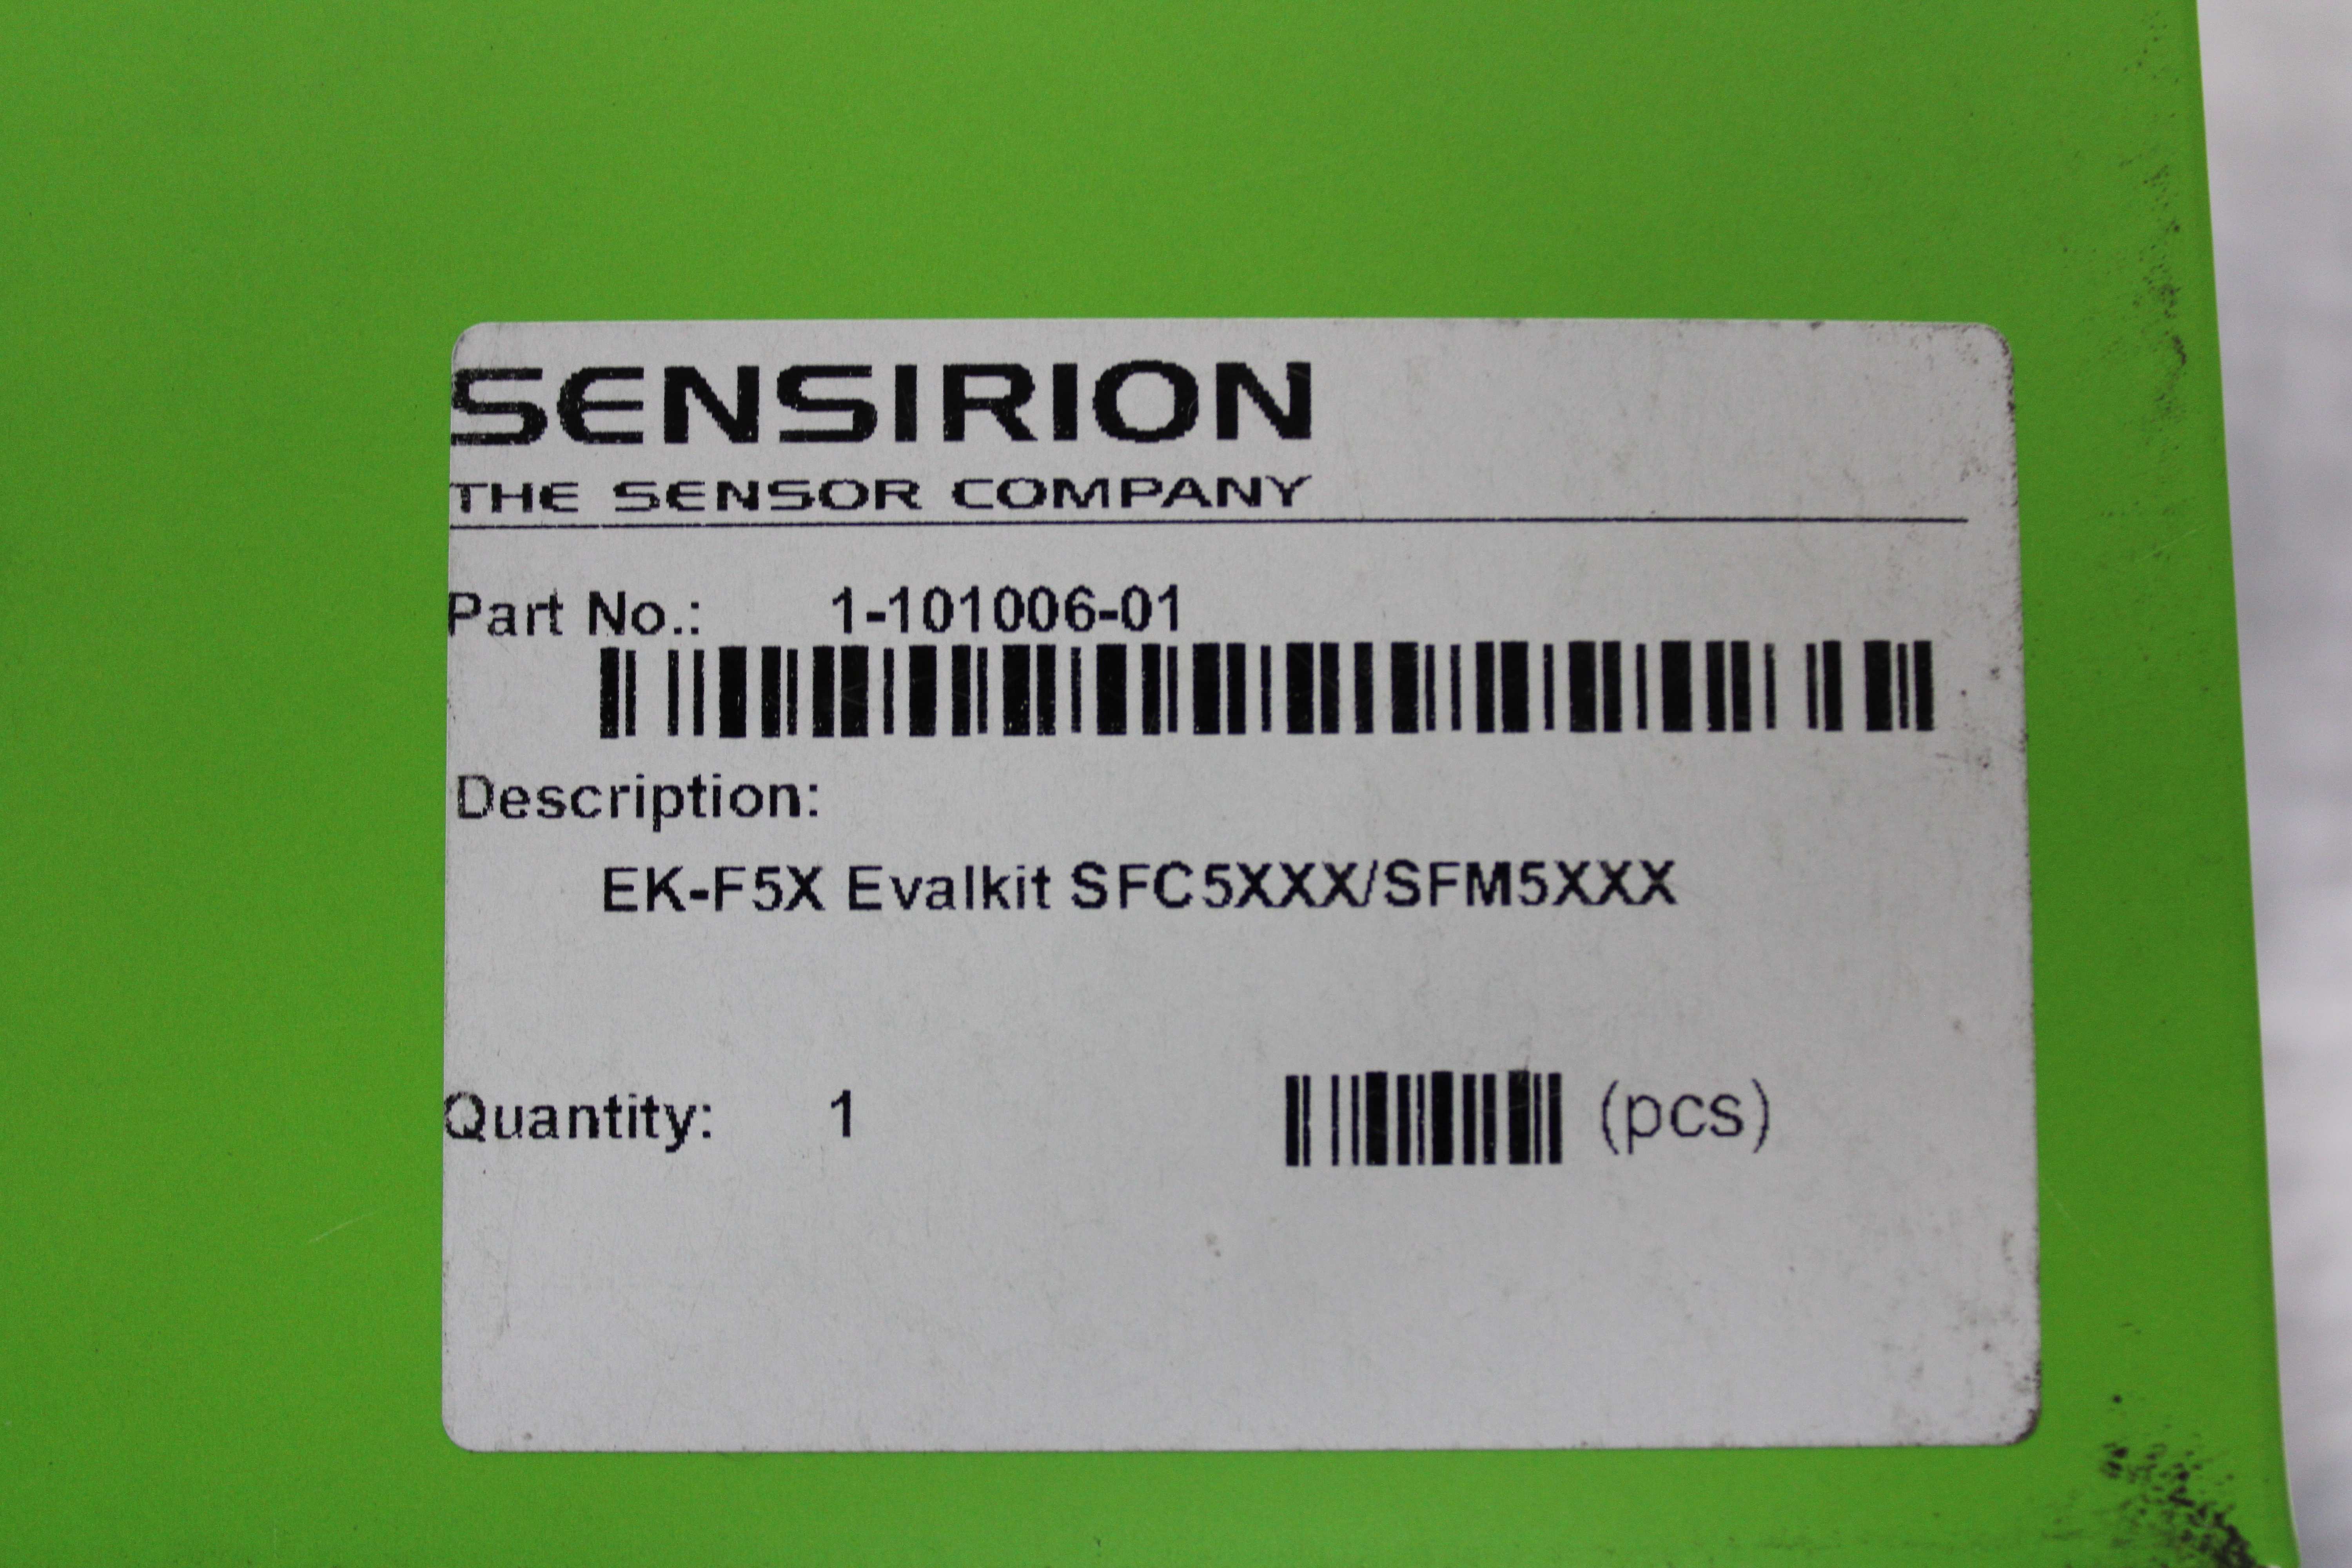 SENSIRION
THE SENSOR COMPANY
Part No.: 1-101006-01
Description:
EK-F5X Evalkit SFC5XXX/SFM5XXX
Quantity: 1 (pcs)